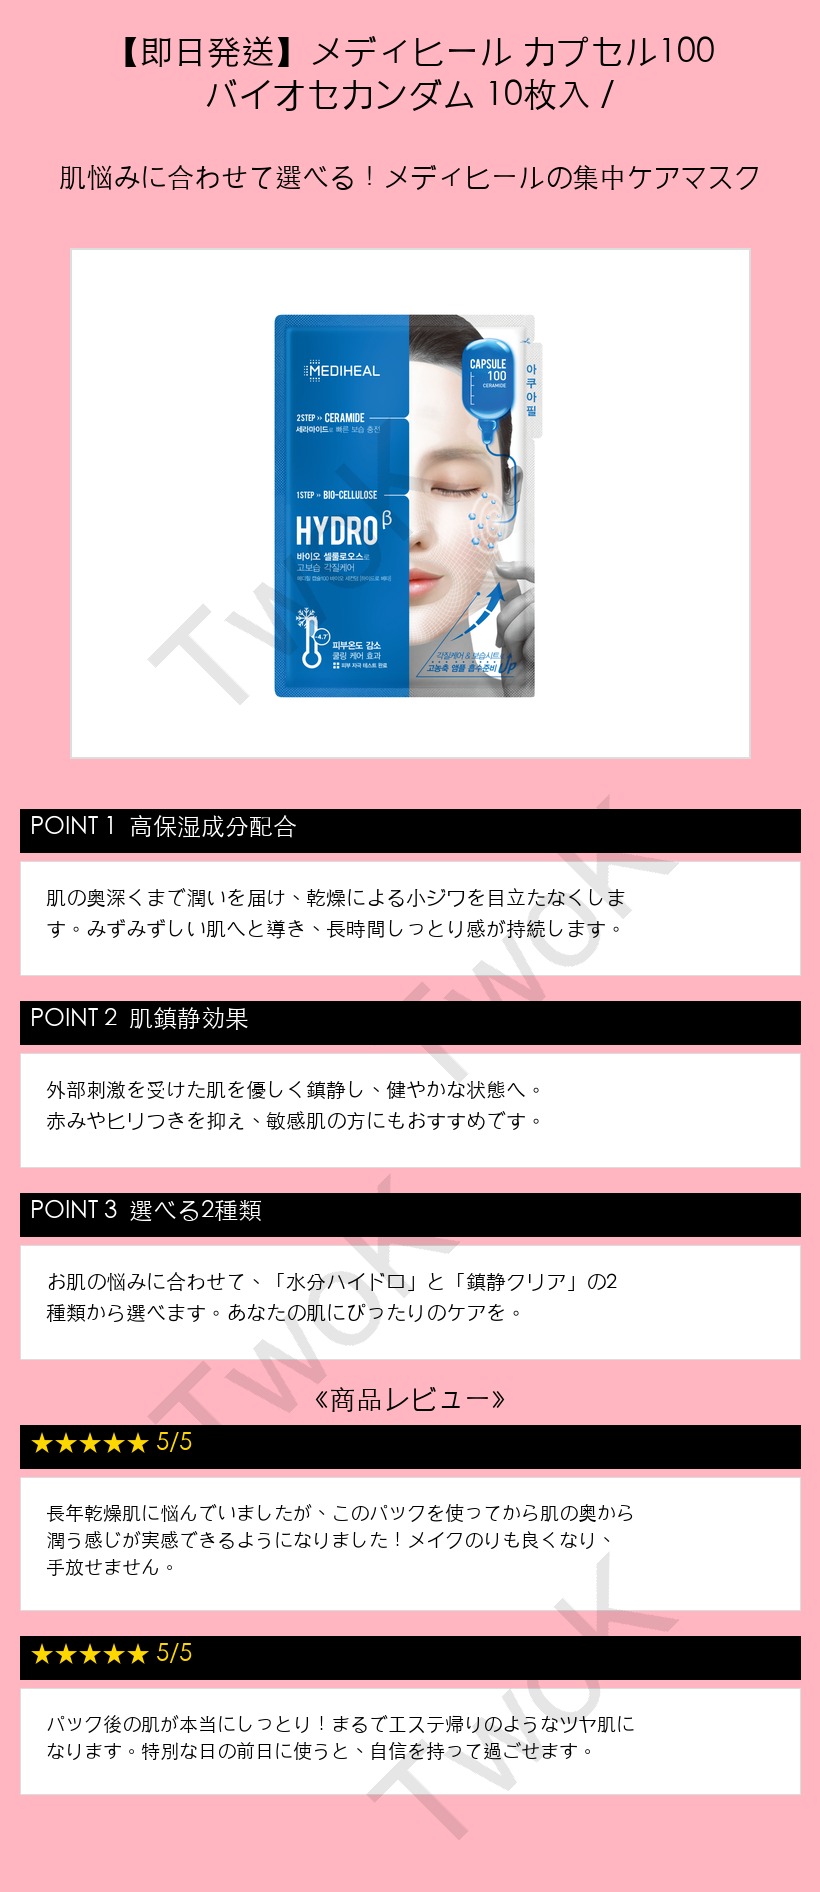 【即日発送】メディヒール カプセル100
バイオセカンダム 10枚入 /
肌悩みに合わせて選べる！メディヒールの集中ケアマスク
MEDIHEAL
2STEP >> CERAMIDE
세라마이드로 빠른 보습 충전
1STEP >> BIO-CELLULOSE
HYDRO β
바이오 셀룰로오스로
고보습 각질케어
메디힐 캡슐100 바이오 세컨덤 [하이드로 베타]
-4.7
피부온도 감소
쿨링 케어 효과
피부 자극 테스트 완료
CAPSULE
100
CERAMIDE
아쿠아필
각질케어 & 보습시트
고농축 앰플 흡수준비 Up
POINT 1 高保湿成分配合
肌の奥深くまで潤いを届け、乾燥による小ジワを目立たなくしま
す。みずみずしい肌へと導き、長時間しっとり感が持続します。
POINT 2 肌鎮静効果
外部刺激を受けた肌を優しく鎮静し、健やかな状態へ。
赤みやヒリつきを抑え、敏感肌の方にもおすすめです。
POINT 3 選べる2種類
お肌の悩みに合わせて、「水分ハイドロ」と「鎮静クリア」の2
種類から選べます。あなたの肌にぴったりのケアを。
《商品レビュー》
★★★★★ 5/5
長年乾燥肌に悩んでいましたが、このパックを使ってから肌の奥から
潤う感じが実感できるようになりました！メイクのりも良くなり、
手放せません。
★★★★★ 5/5
パック後の肌が本当にしっとり！まるでエステ帰りのようなツヤ肌に
なります。特別な日の前日に使うと、自信を持って過ごせます。
Twok
Twok
Twok
Twok